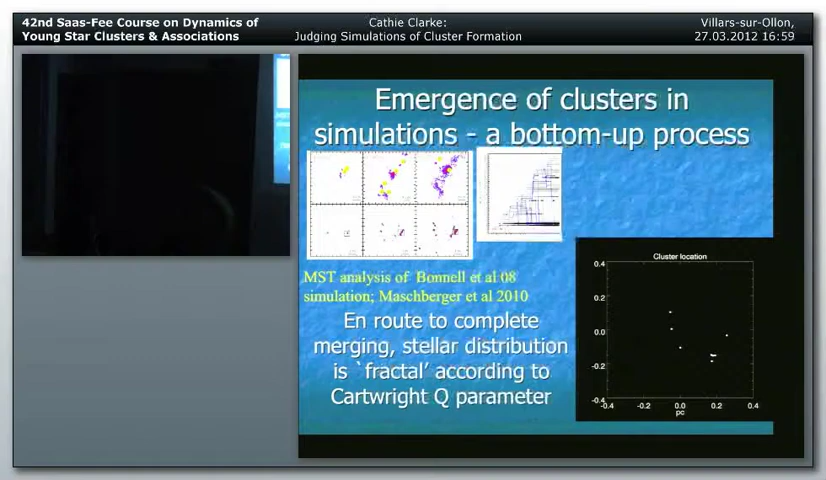 42nd Saas-Fee Course on Dynamics of
Young Star Clusters & Associations
Cathie Clarke:
Judging Simulations of Cluster Formation
Villars-sur-Ollon,
27.03.2012 16:59
Emergence of clusters in
simulations - a bottom-up process
MST analysis of Bonnell et al 08
simulation; Maschberger et al 2010
En route to complete
merging, stellar distribution
is `fractal' according to
Cartwright Q parameter
Cluster location
0.4
0.2
0.0
-0.2
-0.4
-0.4 -0.2 0.0 0.2 0.4
pc